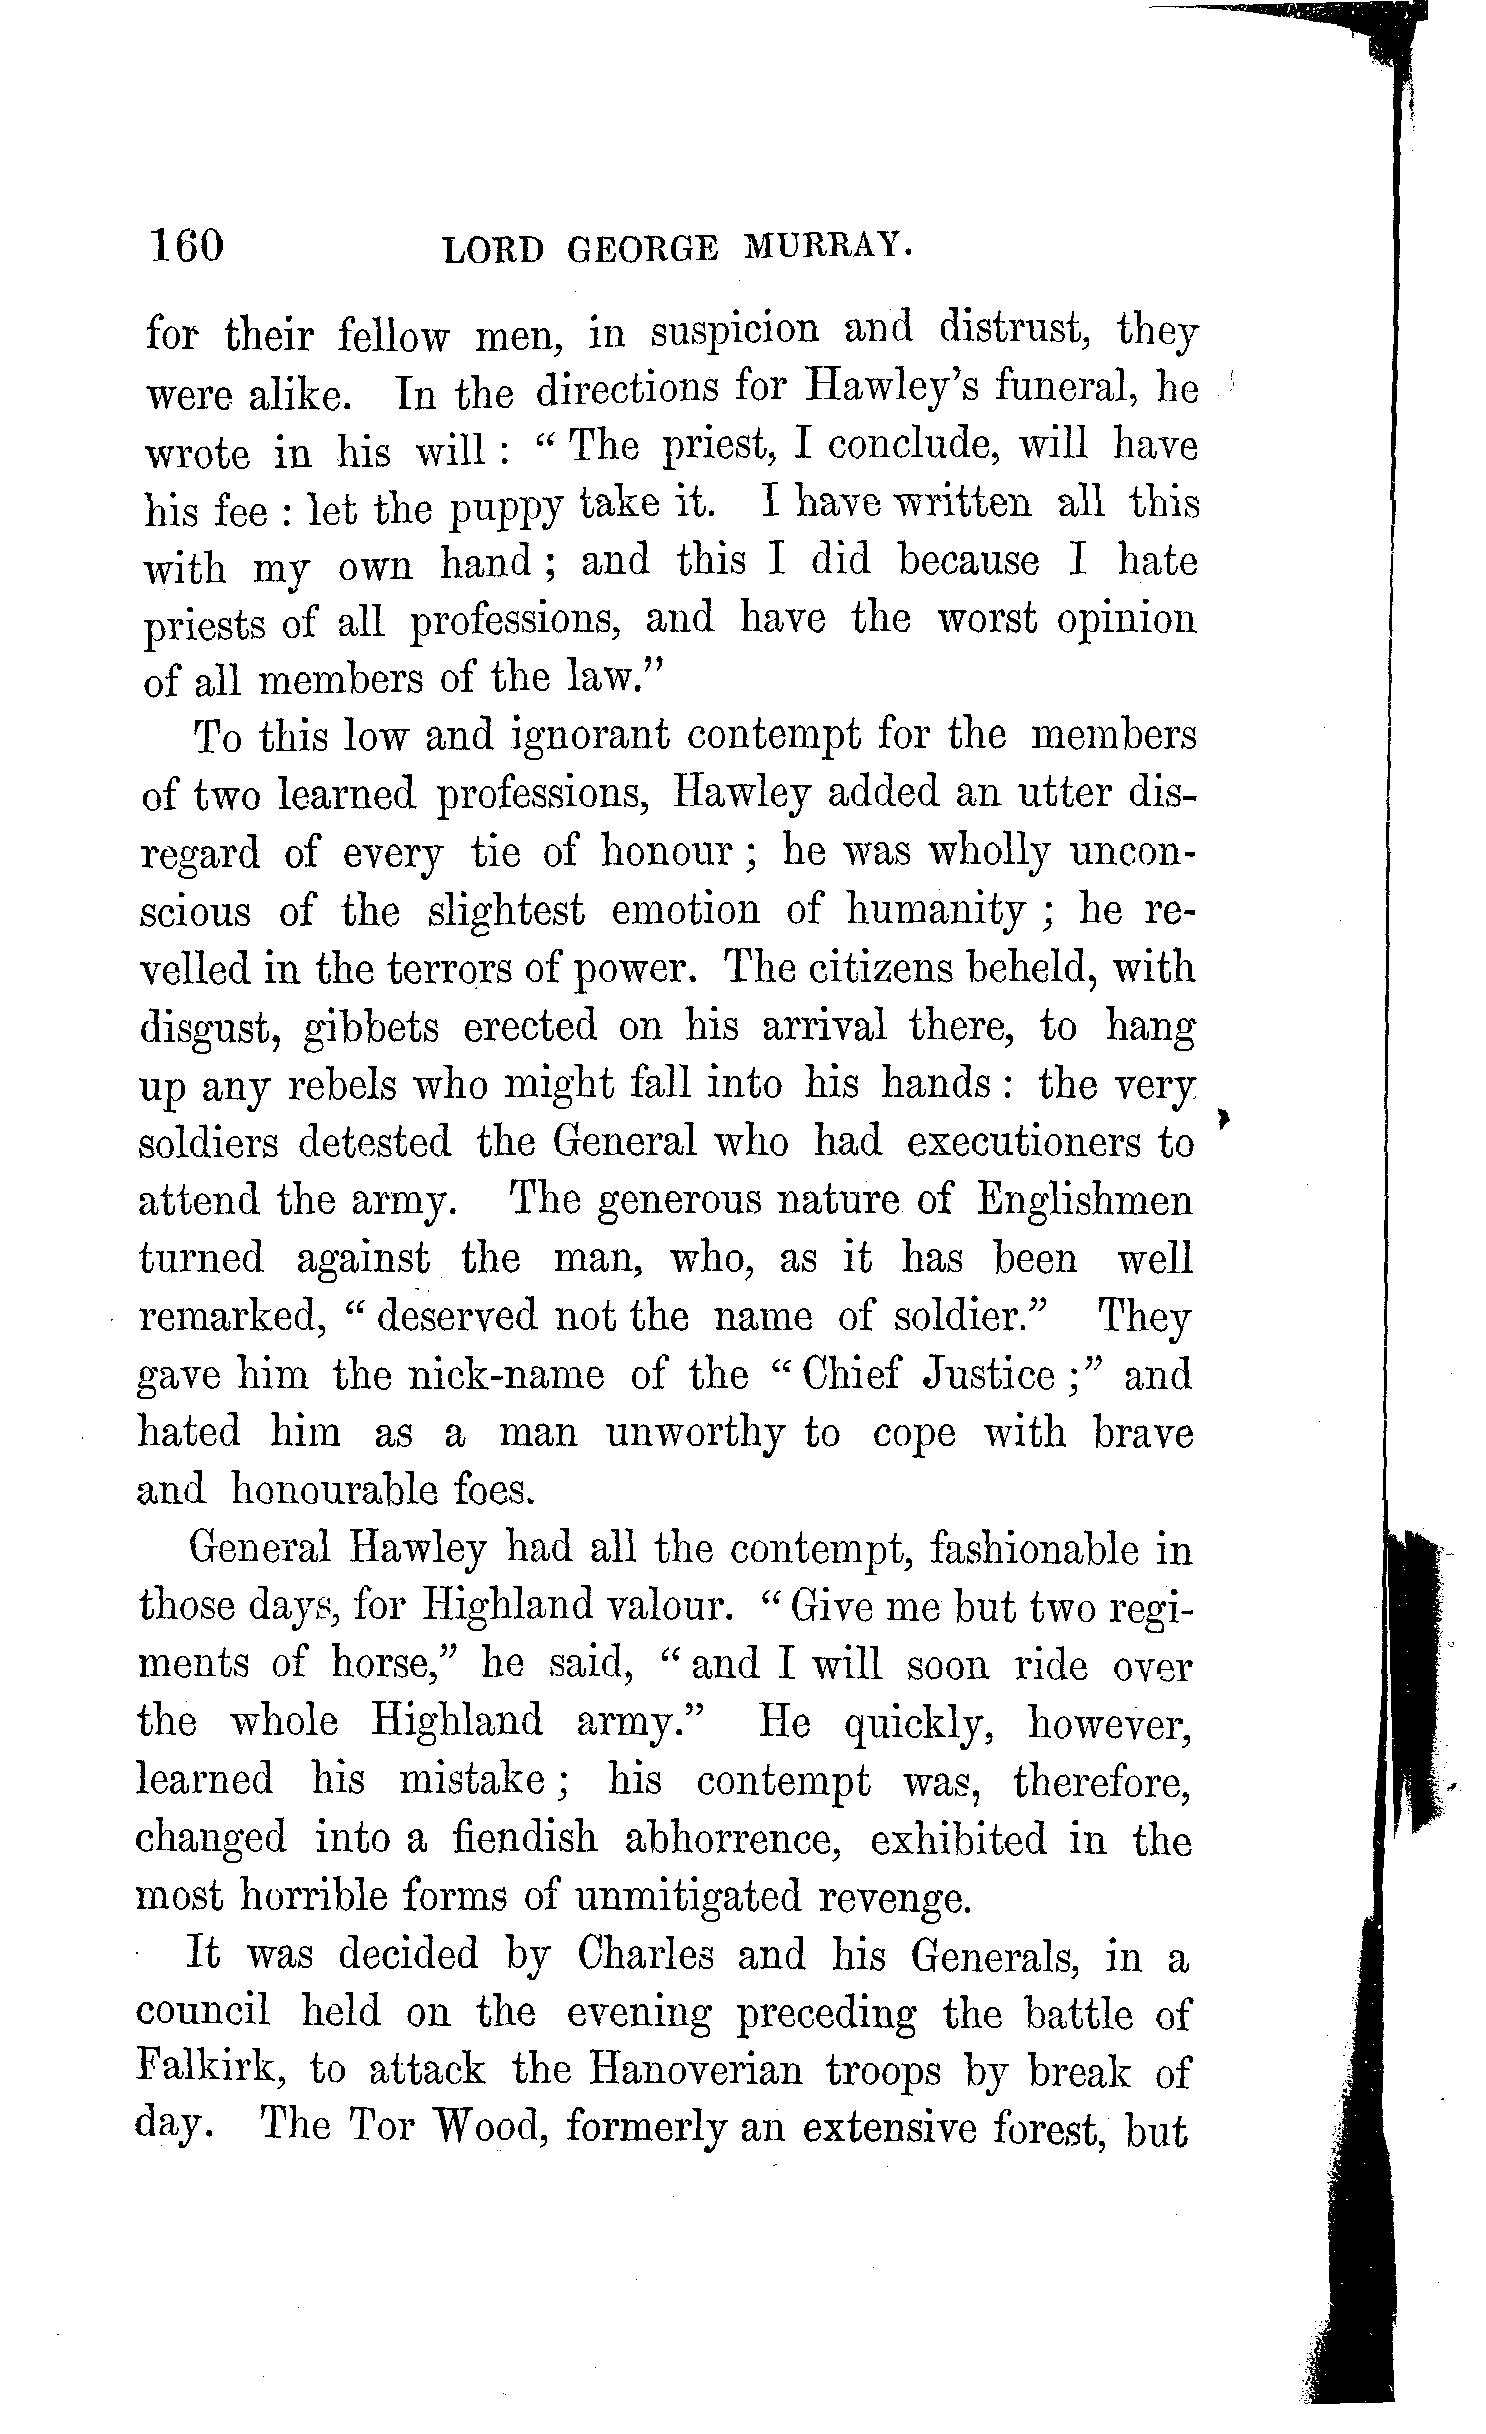 160 LORD GEORGE MURRAY.
for their fellow men, in suspicion and distrust, they
were alike. In the directions for Hawley's funeral, he
wrote in his will : “ The priest, I conclude, will have
his fee : let the puppy take it. I have written all this
with my own hand ; and this I did because I hate
priests of all professions, and have the worst opinion
of all members of the law.”
To this low and ignorant contempt for the members
of two learned professions, Hawley added an utter dis-
regard of every tie of honour ; he was wholly uncon-
scious of the slightest emotion of humanity ; he re-
velled in the terrors of power. The citizens beheld, with
disgust, gibbets erected on his arrival there, to hang
up any rebels who might fall into his hands : the very
soldiers detested the General who had executioners to
attend the army. The generous nature of Englishmen
turned against the man, who, as it has been well
remarked, “ deserved not the name of soldier.” They
gave him the nick-name of the “ Chief Justice ;” and
hated him as a man unworthy to cope with brave
and honourable foes.
General Hawley had all the contempt, fashionable in
those days, for Highland valour. “ Give me but two regi-
ments of horse,” he said, “ and I will soon ride over
the whole Highland army.” He quickly, however,
learned his mistake ; his contempt was, therefore,
changed into a fiendish abhorrence, exhibited in the
most horrible forms of unmitigated revenge.
It was decided by Charles and his Generals, in a
council held on the evening preceding the battle of
Falkirk, to attack the Hanoverian troops by break of
day. The Tor Wood, formerly an extensive forest, but